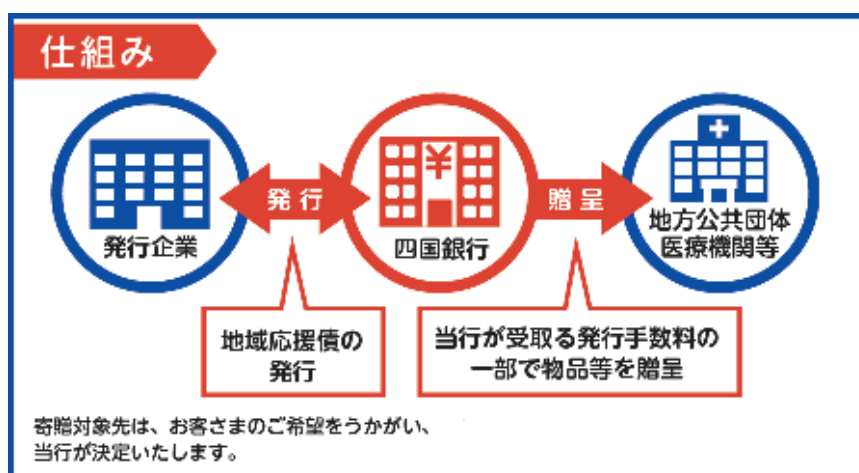 仕組み
発行企業
発行
四国銀行
¥
贈呈
地方公共団体
医療機関等
地域応援債の
発行
当行が受取る発行手数料の
一部で物品等を贈呈
寄贈対象先は、お客さまのご希望をうかがい、
当行が決定いたします。